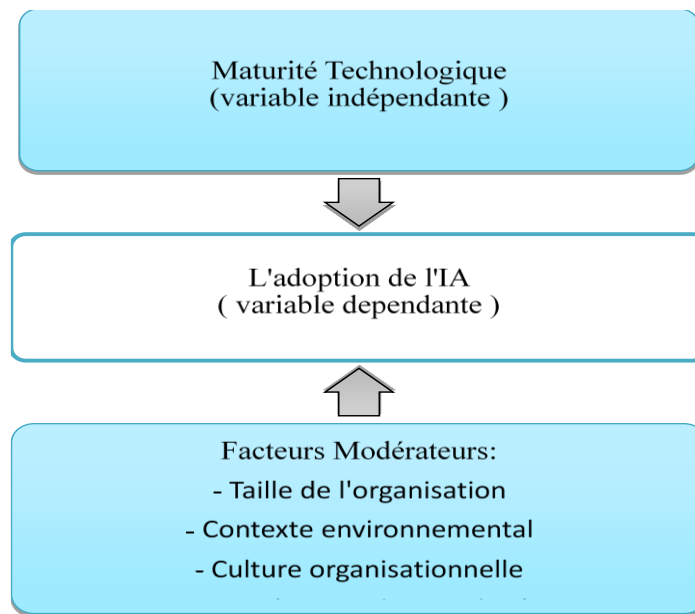 Maturité Technologique
(variable indépendante )
L'adoption de l'IA
( variable dependante )
Facteurs Modérateurs:
- Taille de l'organisation
- Contexte environnemental
- Culture organisationnelle